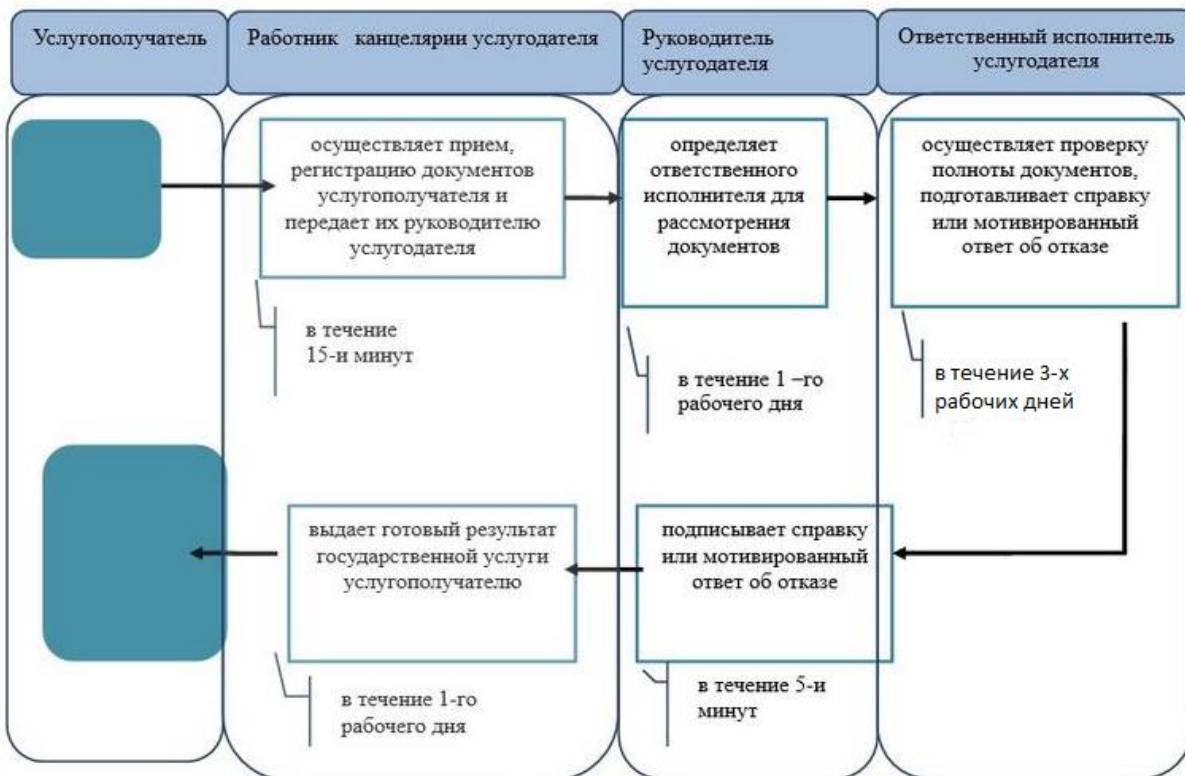 Услугополучатель
Работник канцелярии услугодателя
Руководитель
услугодателя
Ответственный исполнитель
услугодателя
осуществляет прием,
регистрацию документов
услугополучателя и
передает их руководителю
услугодателя
определяет
ответственного
исполнителя для
рассмотрения
документов
осуществляет проверку
полноты документов,
подготавливает справку
или мотивированный
ответ об отказе
в течение
15-и минут
в течение 1 –го
рабочего дня
в течение 3-х
рабочих дней
выдает готовый результат
государственной услуги
услугополучателю
подписывает справку
или мотивированный
ответ об отказе
в течение 1-го
рабочего дня
в течение 5-и
минут